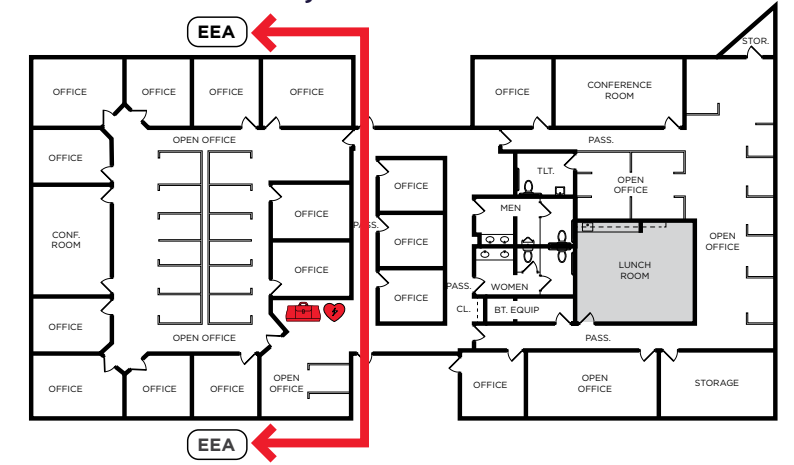 EEA
STOR.
OFFICE
OFFICE
OFFICE
OFFICE
OFFICE
CONFERENCE
ROOM
OPEN OFFICE
PASS.
OFFICE
TLT.
OPEN
OFFICE
OFFICE
OFFICE
MEN
PASS.
CONF.
ROOM
OFFICE
OPEN
OFFICE
OFFICE
LUNCH
ROOM
PASS.
WOMEN
OFFICE
CL.
BT. EQUIP
OFFICE
OPEN OFFICE
PASS.
OFFICE
OFFICE
OFFICE
OPEN
OFFICE
OFFICE
OPEN
OFFICE
STORAGE
EEA